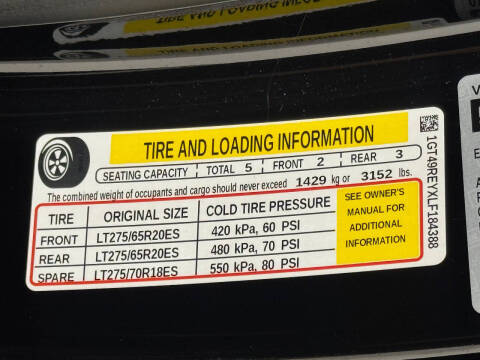 TIRE AND LOADING INFORMATION
SEATING CAPACITY TOTAL 5 FRONT 2 REAR 3
The combined weight of occupants and cargo should never exceed 1429 kg or 3152 lbs.
TIRE ORIGINAL SIZE COLD TIRE PRESSURE
FRONT LT275/65R20ES 420 kPa, 60 PSI
REAR LT275/65R20ES 480 kPa, 70 PSI
SPARE LT275/70R18ES 550 kPa, 80 PSI
SEE OWNER'S
MANUAL FOR
ADDITIONAL
INFORMATION
1GT49REYXLF184388